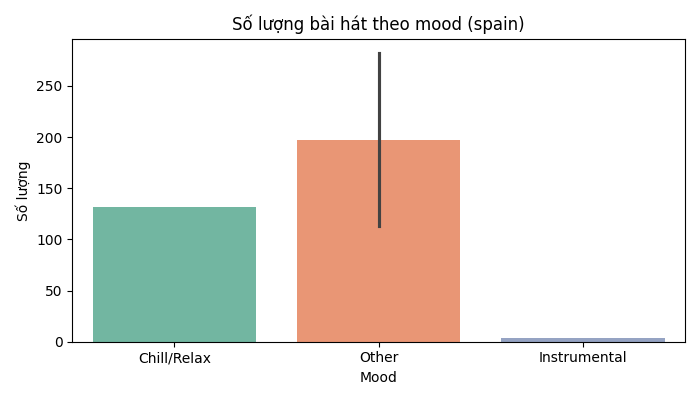 Số lượng bài hát theo mood (spain)
Số lượng
250
200
150
100
50
0
Chill/Relax
Other
Instrumental
Mood